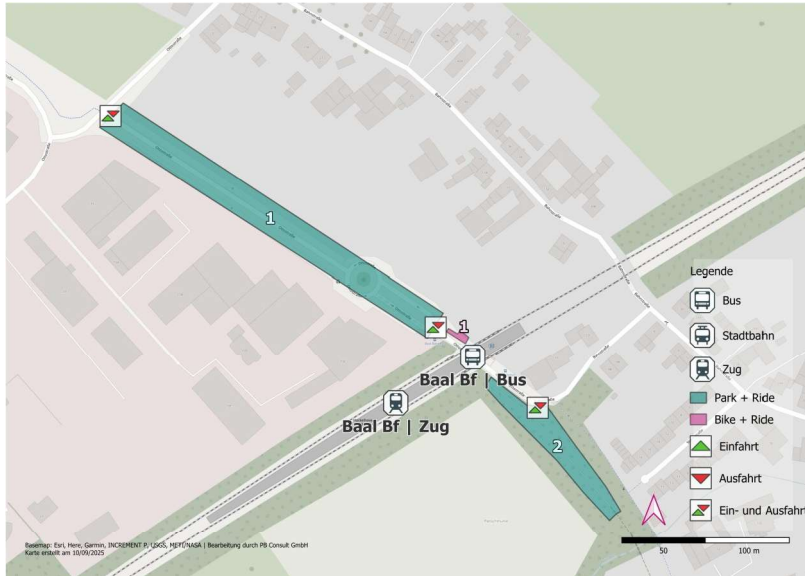 1
1
Baal Bf | Bus
Baal Bf | Zug
2
Legende
Bus
Stadtbahn
Zug
Park + Ride
Bike + Ride
Einfahrt
Ausfahrt
Ein- und Ausfahrt
50
100 m
Basemap: Esri, Here, Garmin, INCREMENT P, USGS, METI/NASA | Bearbeitung durch PB Consult GmbH
Karte erstellt am 10/09/2025